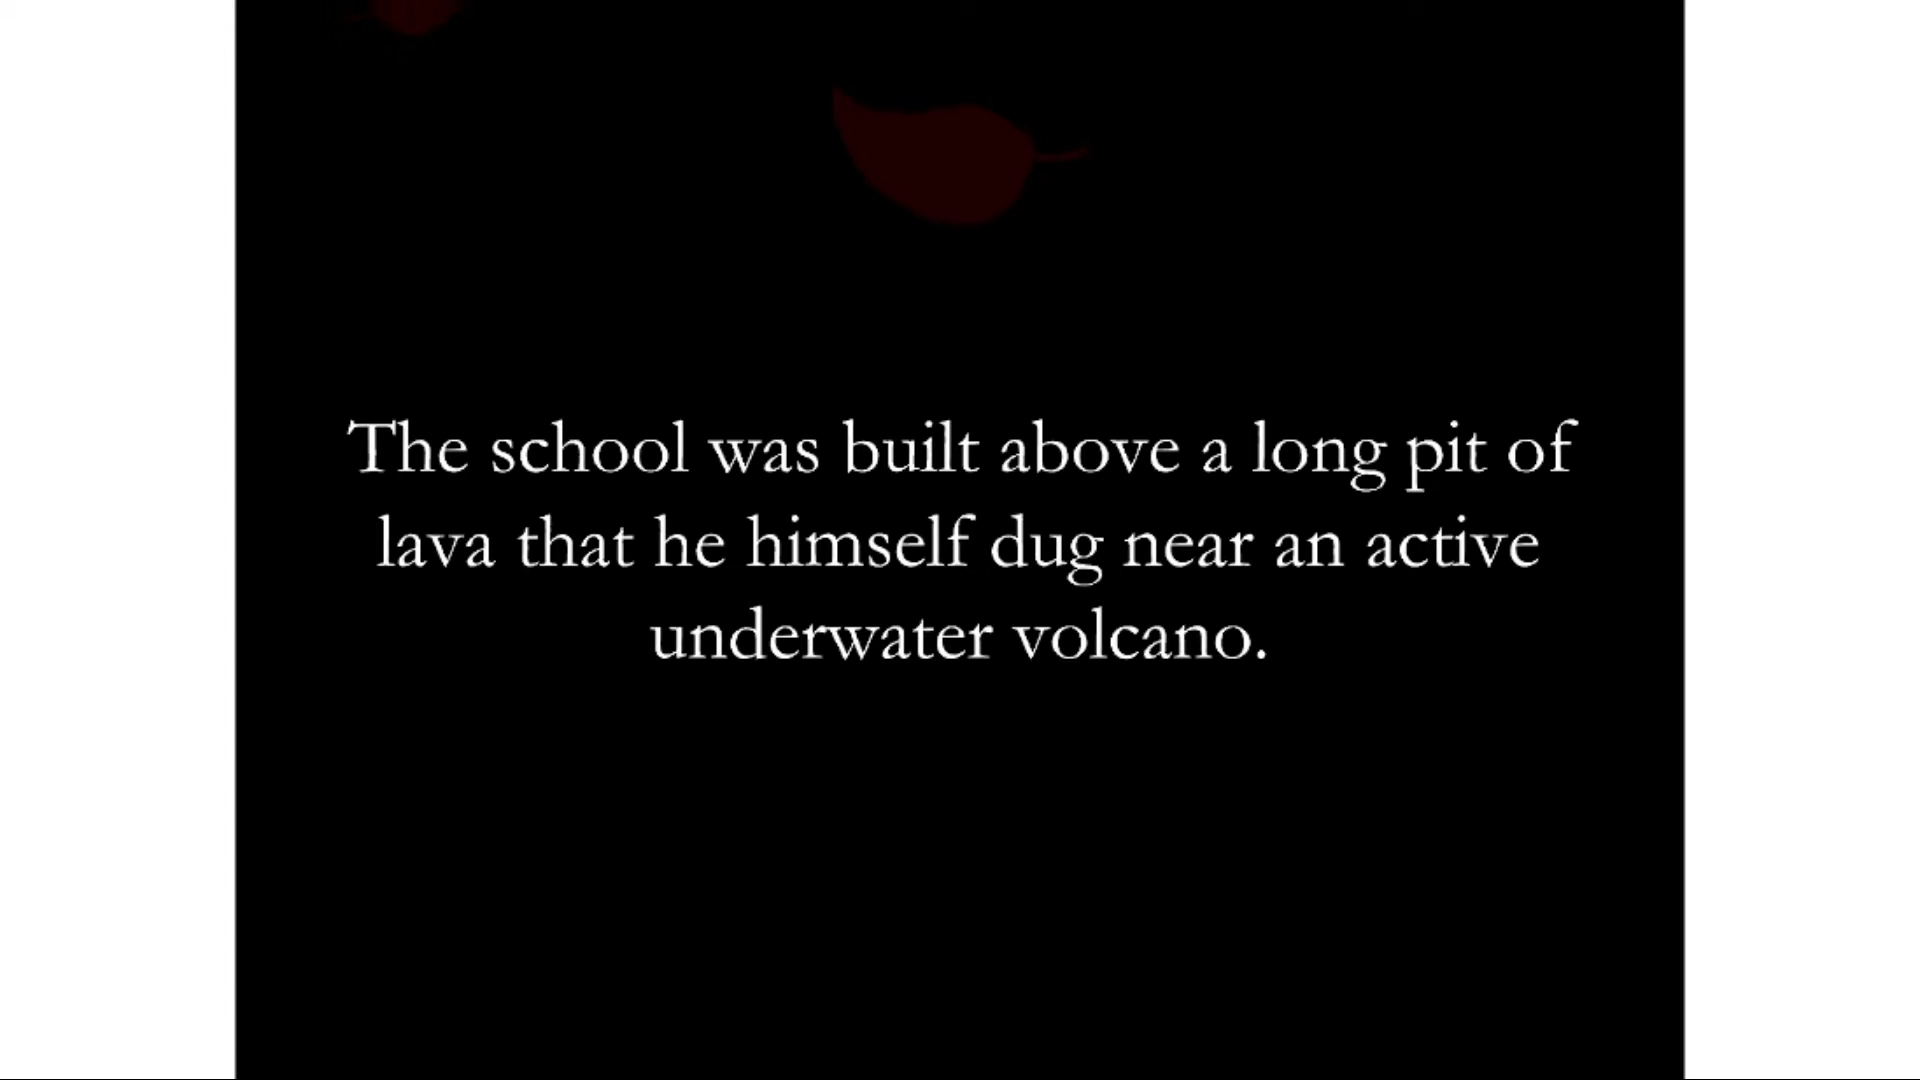 The school was built above a long pit of
lava that he himself dug near an active
underwater volcano.